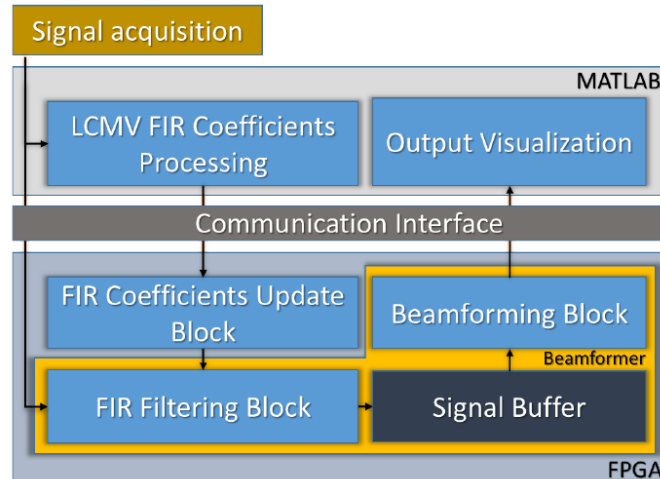 Signal acquisition
MATLAB
LCMV FIR Coefficients
Processing
Output Visualization
Communication Interface
FIR Coefficients Update
Block
Beamforming Block
Beamformer
FIR Filtering Block
Signal Buffer
FPGA